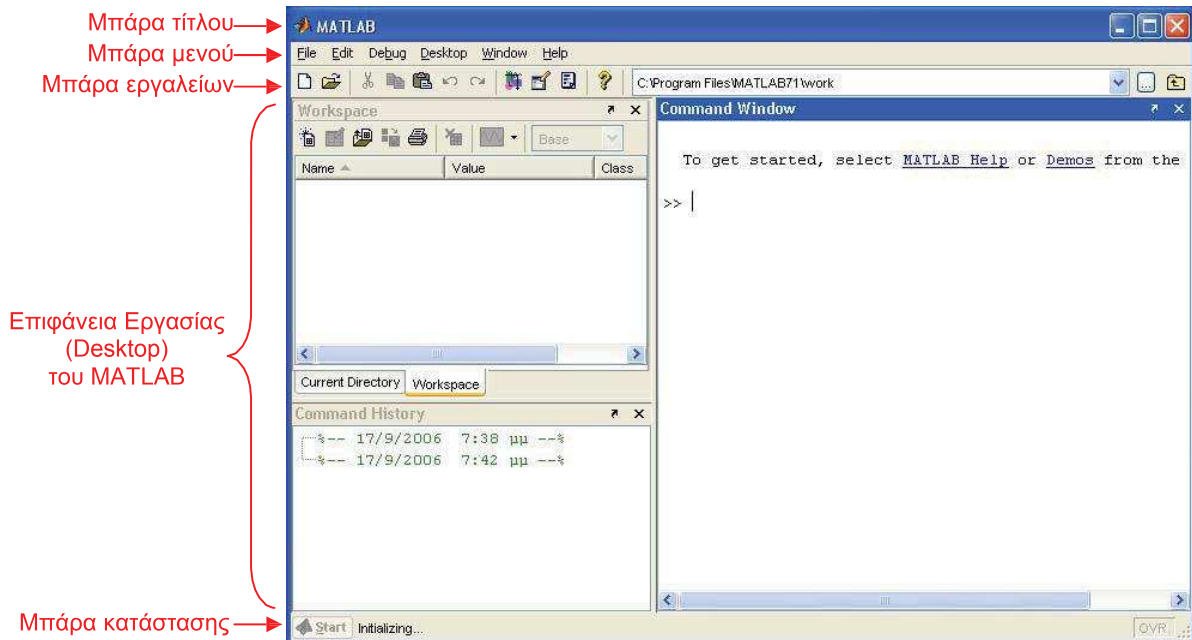 Μπάρα τίτλου
MATLAB
Μπάρα μενού
File Edit Debug Desktop Window Help
Μπάρα εργαλείων
C:\Program Files\MATLAB71\work
Workspace
Base
Name Value Class
Current Directory Workspace
Command History
%-- 17/9/2006 7:38 μμ --%
%-- 17/9/2006 7:42 μμ --%
Command Window
To get started, select MATLAB Help or Demos from the
>>
Επιφάνεια Εργασίας
(Desktop)
του MATLAB
Μπάρα κατάστασης
Start Initializing...
OVR